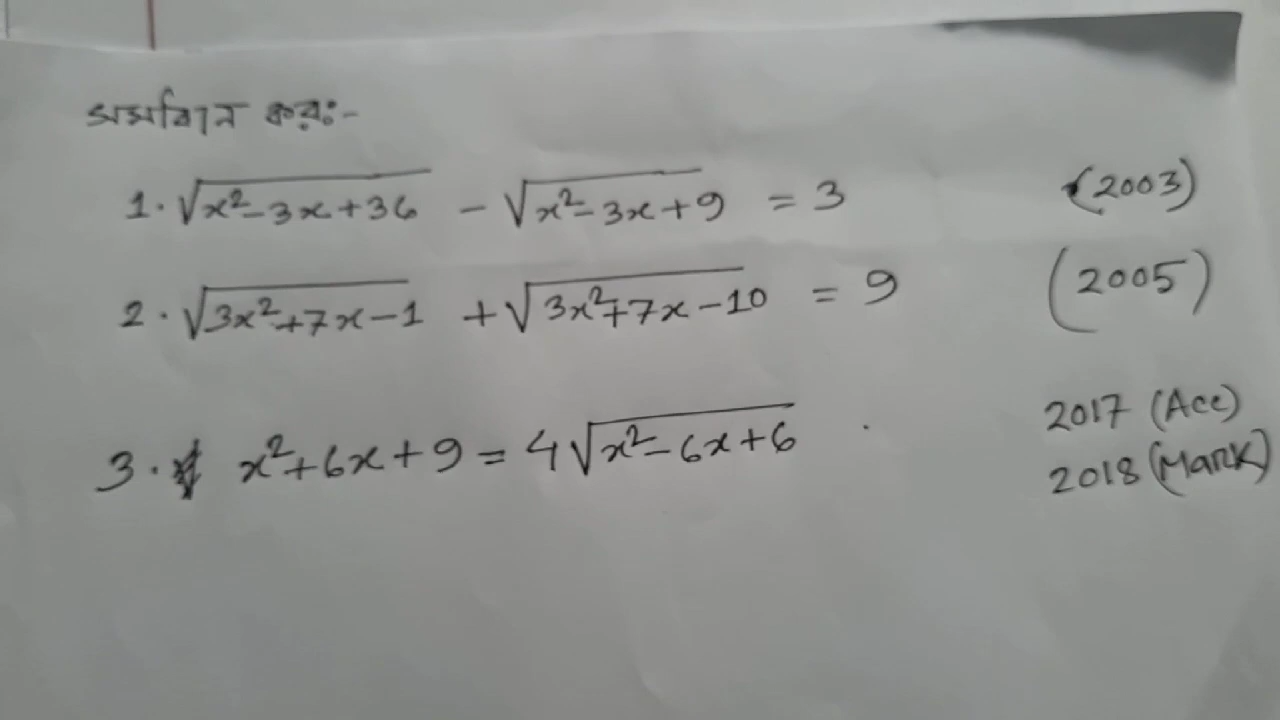 সমাধান করঃ-
1. √(x²-3x+36) - √(x²-3x+9) = 3 (2003)
2. √(3x²+7x-1) + √(3x²+7x-10) = 9 (2005)
3. x²+6x+9 = 4√(x²-6x+6) 2017 (Acc)
2018 (Mark)